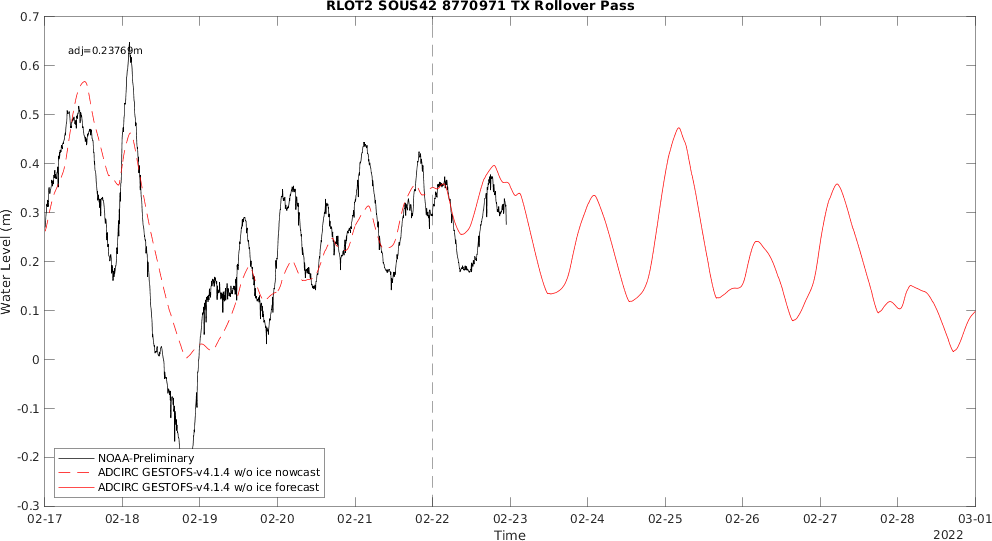 RLOT2 SOUS42 8770971 TX Rollover Pass
adj=0.23769m
0.7
0.6
0.5
0.4
0.3
0.2
0.1
0
-0.1
-0.2
-0.3
Water Level (m)
NOAA-Preliminary
ADCIRC GESTOFS-v4.1.4 w/o ice nowcast
ADCIRC GESTOFS-v4.1.4 w/o ice forecast
02-17 02-18 02-19 02-20 02-21 02-22 02-23 02-24 02-25 02-26 02-27 02-28 03-01
Time
2022